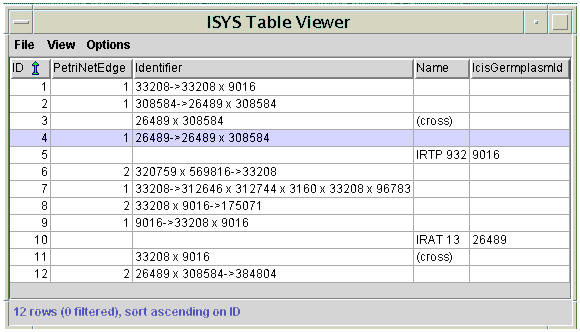 ISYS Table Viewer
File View Options
ID PetriNetEdge Identifier Name IcisGermplasmId
1 1 33208->33208 x 9016
2 1 308584->26489 x 308584
3 26489 x 308584 (cross)
4 1 26489->26489 x 308584
5 IRTP 932 9016
6 2 320759 x 569816->33208
7 1 33208->312646 x 312744 x 3160 x 33208 x 96783
8 2 33208 x 9016->175071
9 1 9016->33208 x 9016
10 IRAT 13 26489
11 33208 x 9016 (cross)
12 2 26489 x 308584->384804
12 rows (0 filtered), sort ascending on ID